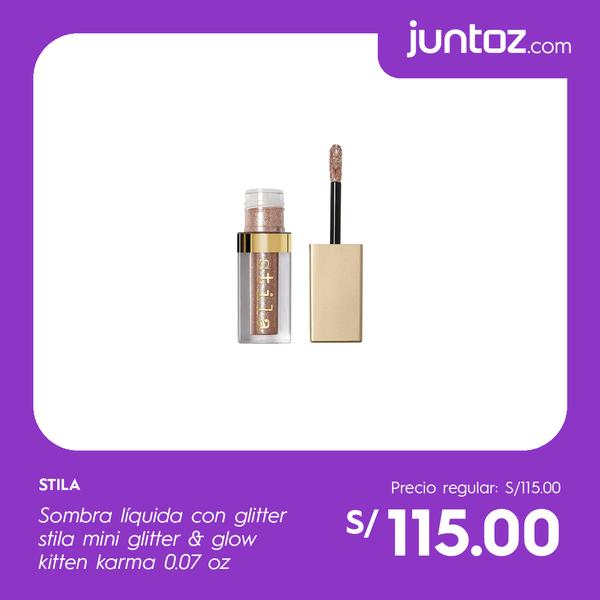 juntoz.com
stila
STILA
Sombra líquida con glitter
stila mini glitter & glow
kitten karma 0.07 oz
Precio regular: S/115.00
S/ 115.00